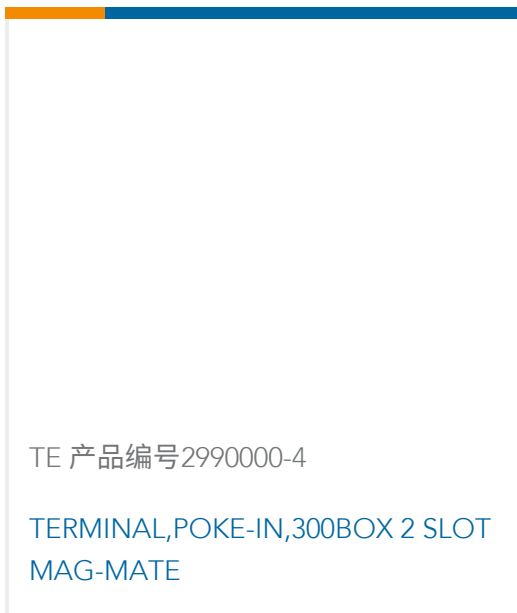 TE 产品编号2990000-4
TERMINAL,POKE-IN,300BOX 2 SLOT
MAG-MATE